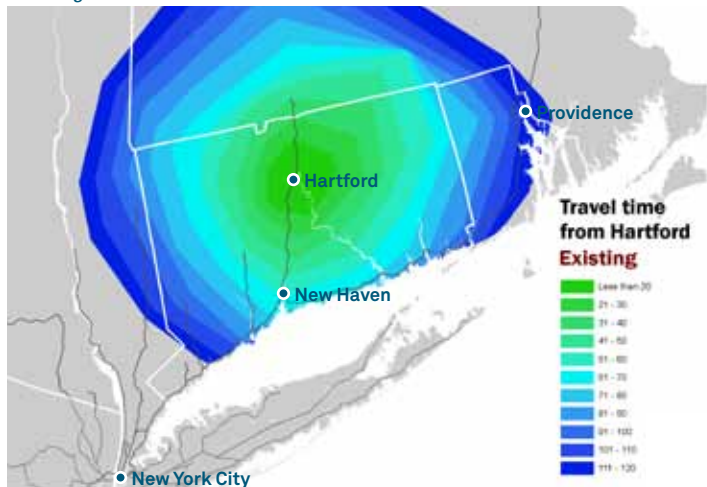 Providence
Hartford
New Haven
New York City
Travel time
from Hartford
Existing
Less than 20
21 - 30
31 - 40
41 - 50
51 - 60
61 - 70
71 - 80
81 - 90
91 - 100
101 - 110
111 - 120